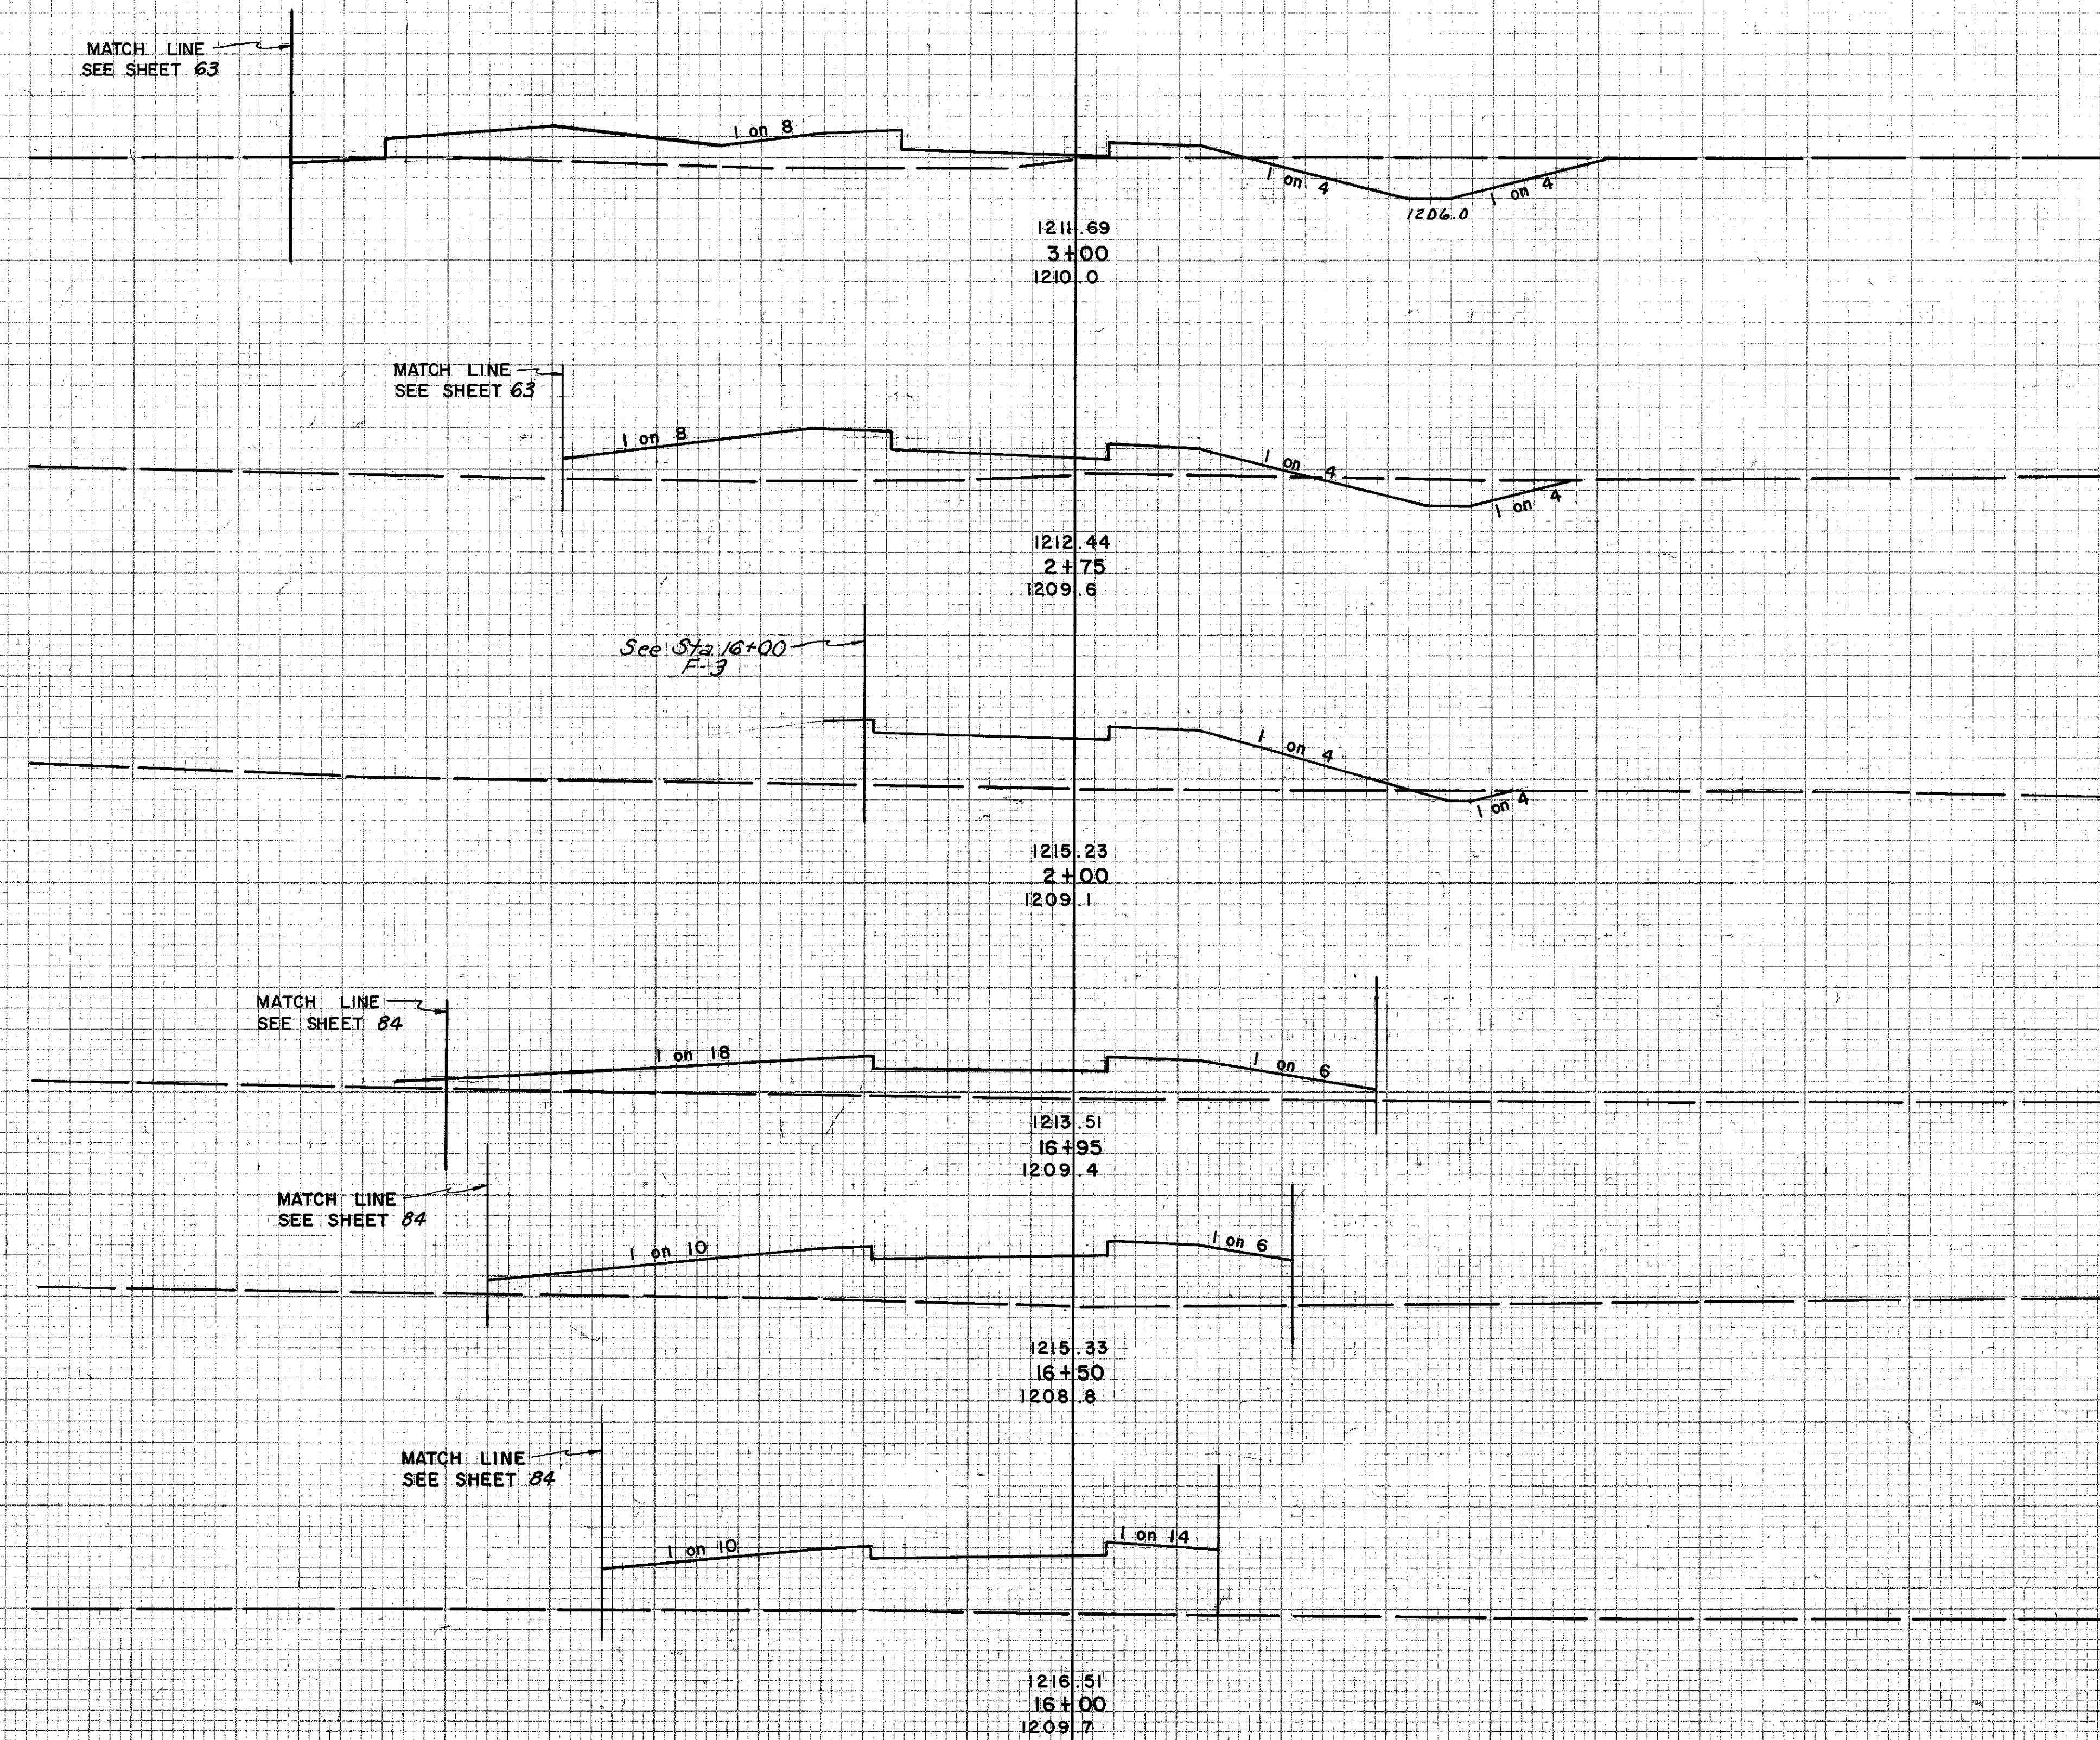 MATCH LINE
SEE SHEET 63
1 on 8
1 on 4
1 on 4
1206.0
1211.69
3+00
1210.0
MATCH LINE
SEE SHEET 63
1 on 8
1 on 4
1 on 4
1212.44
2+75
1209.6
See Sta. 16+00
F-3
1 on 4
1 on 4
1215.23
2+00
1209.1
MATCH LINE
SEE SHEET 84
1 on 18
1 on 6
1213.51
16+95
1209.4
MATCH LINE
SEE SHEET 84
1 on 10
1 on 6
1215.33
16+50
1208.8
MATCH LINE
SEE SHEET 84
1 on 10
1 on 14
1216.51
16+00
1209.7